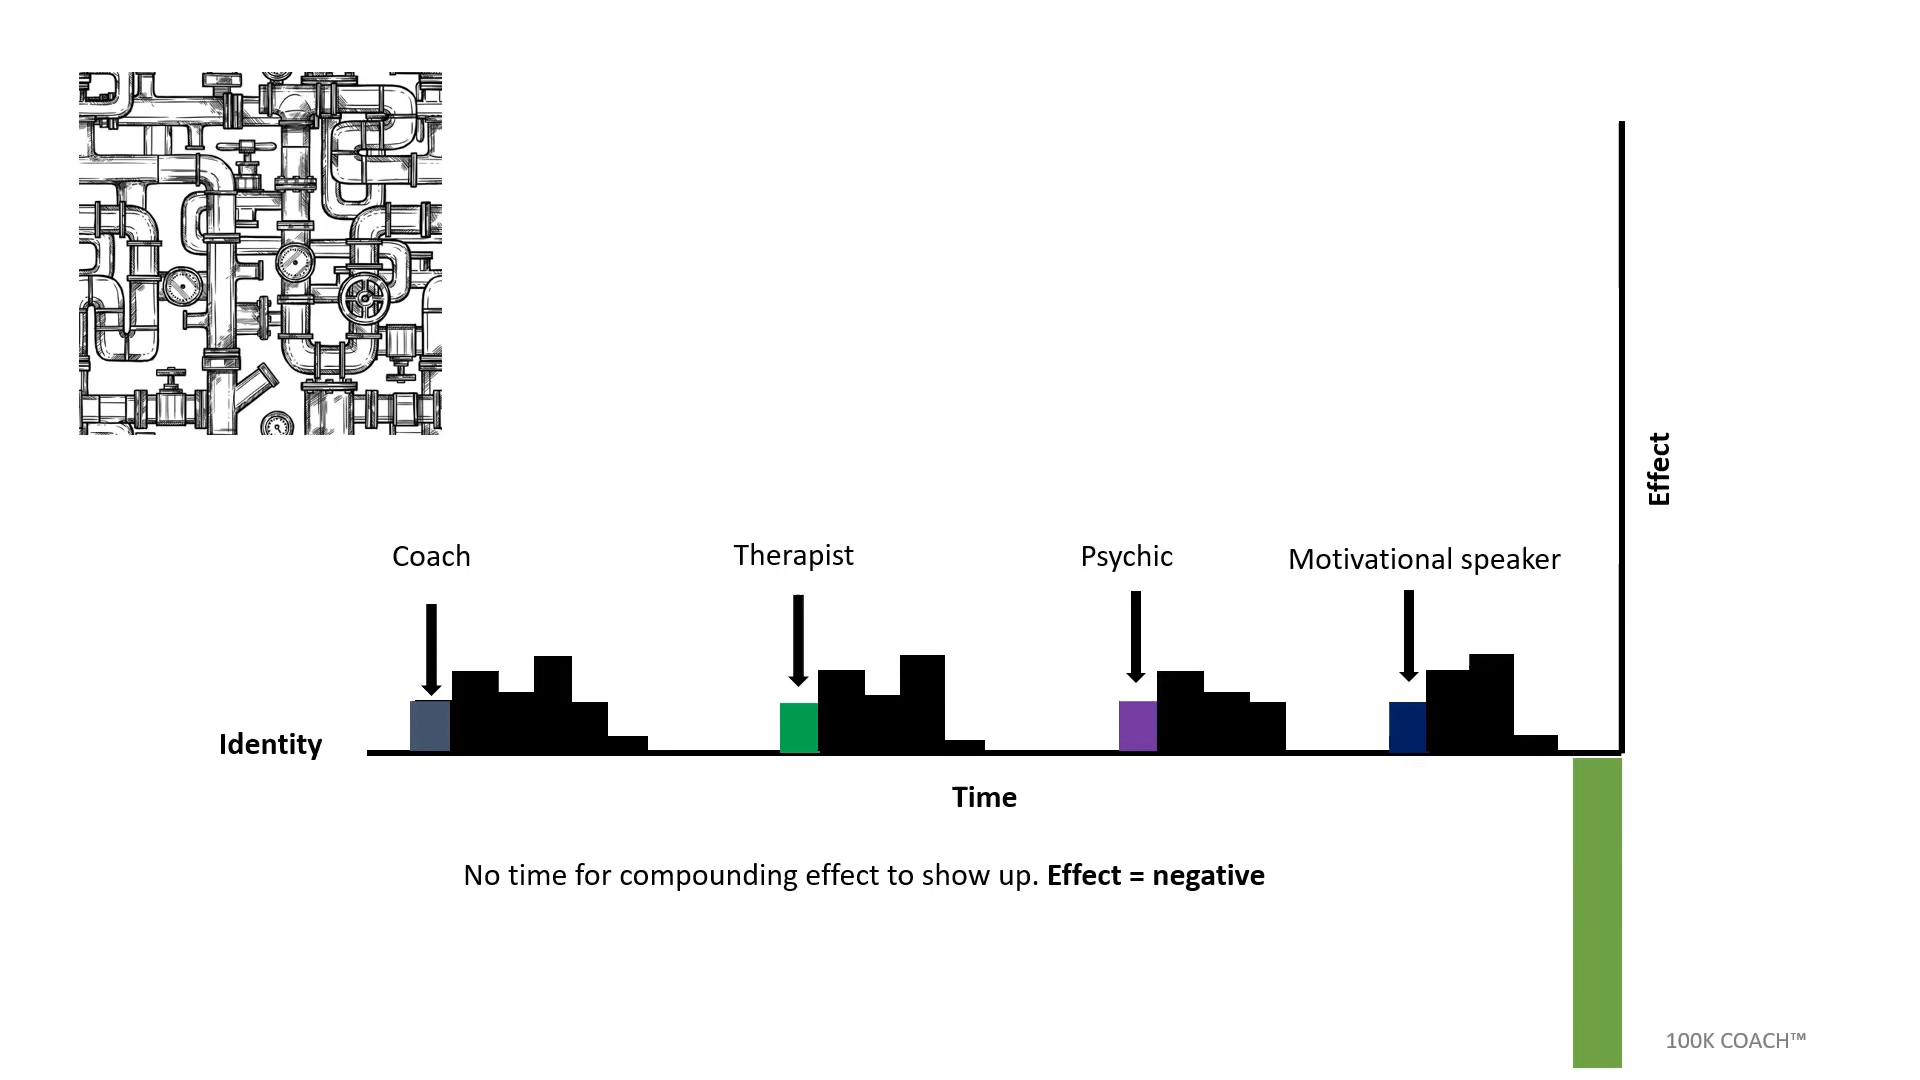 Effect
Coach
Therapist
Psychic
Motivational speaker
Identity
Time
No time for compounding effect to show up. Effect = negative
100K COACH™